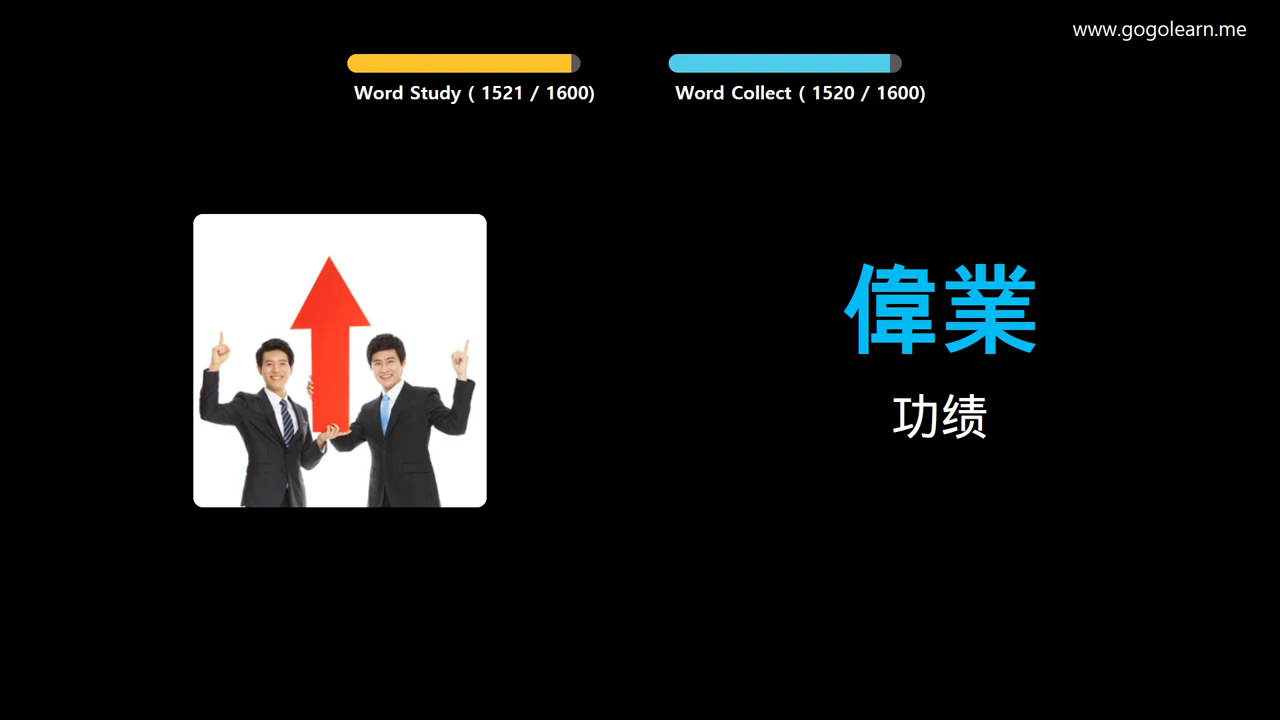 www.gogolearn.me
Word Study ( 1521 / 1600)
Word Collect ( 1520 / 1600)
偉業
功绩